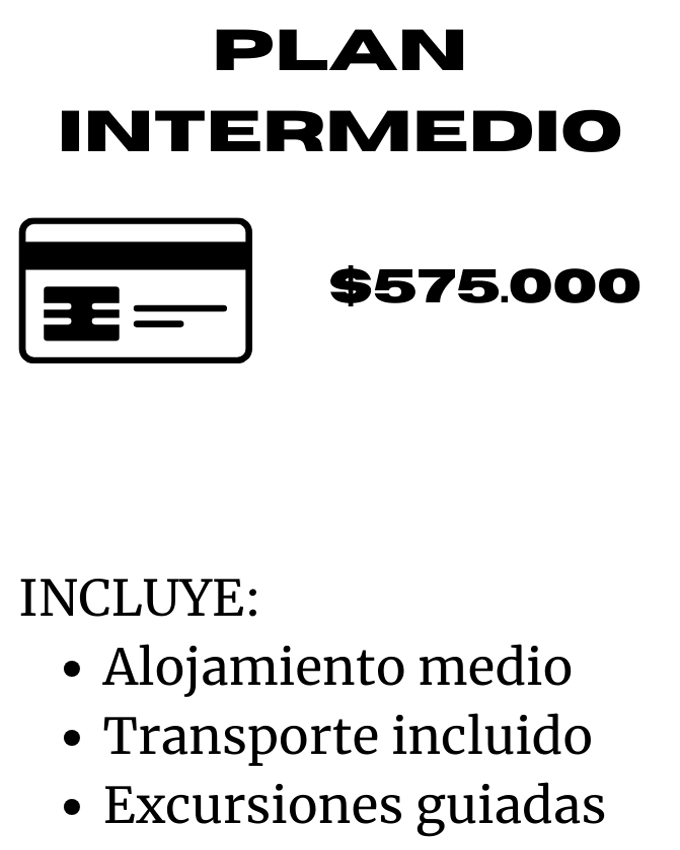 PLAN
INTERMEDIO
$575.000
INCLUYE:
• Alojamiento medio
• Transporte incluido
• Excursiones guiadas